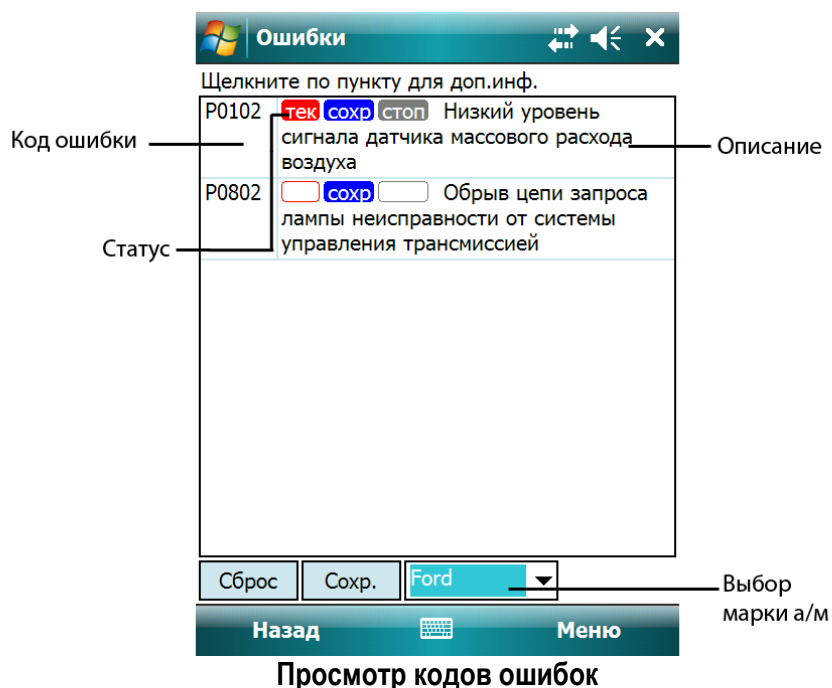 Ошибки
Щелкните по пункту для доп.инф.
P0102 тек сохр стоп Низкий уровень
сигнала датчика массового расхода
воздуха
P0802 сохр Обрыв цепи запроса
лампы неисправности от системы
управления трансмиссией
Код ошибки
Статус
Описание
Сброс Сохр. Ford
Выбор
марки а/м
Назад Меню
Просмотр кодов ошибок